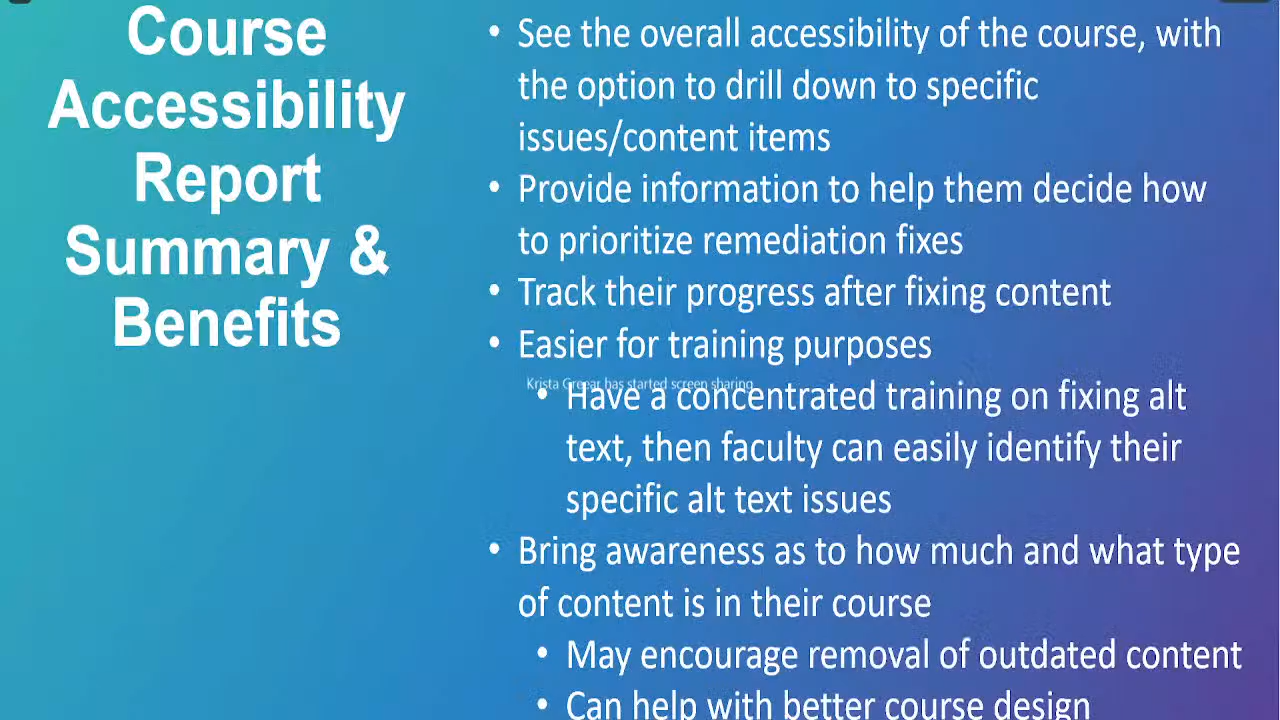 Course
Accessibility
Report
Summary &
Benefits
• See the overall accessibility of the course, with
the option to drill down to specific
issues/content items
• Provide information to help them decide how
to prioritize remediation fixes
• Track their progress after fixing content
• Easier for training purposes
Krista Greear has started screen sharing
• Have a concentrated training on fixing alt
text, then faculty can easily identify their
specific alt text issues
• Bring awareness as to how much and what type
of content is in their course
• May encourage removal of outdated content
• Can help with better course design